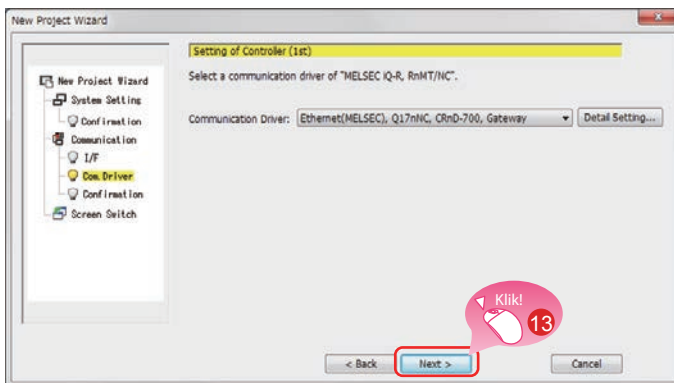 New Project Wizard
Setting of Controller (1st)
Select a communication driver of "MELSEC iQ-R, RnMT/NC".
New Project Wizard
System Setting
Confirmation
Communication
I/F
Com. Driver
Confirmation
Screen Switch
Communication Driver: Ethernet(MELSEC), Q17nNC, CRnD-700, Gateway Detail Setting...
Klik!
13
< Back Next > Cancel